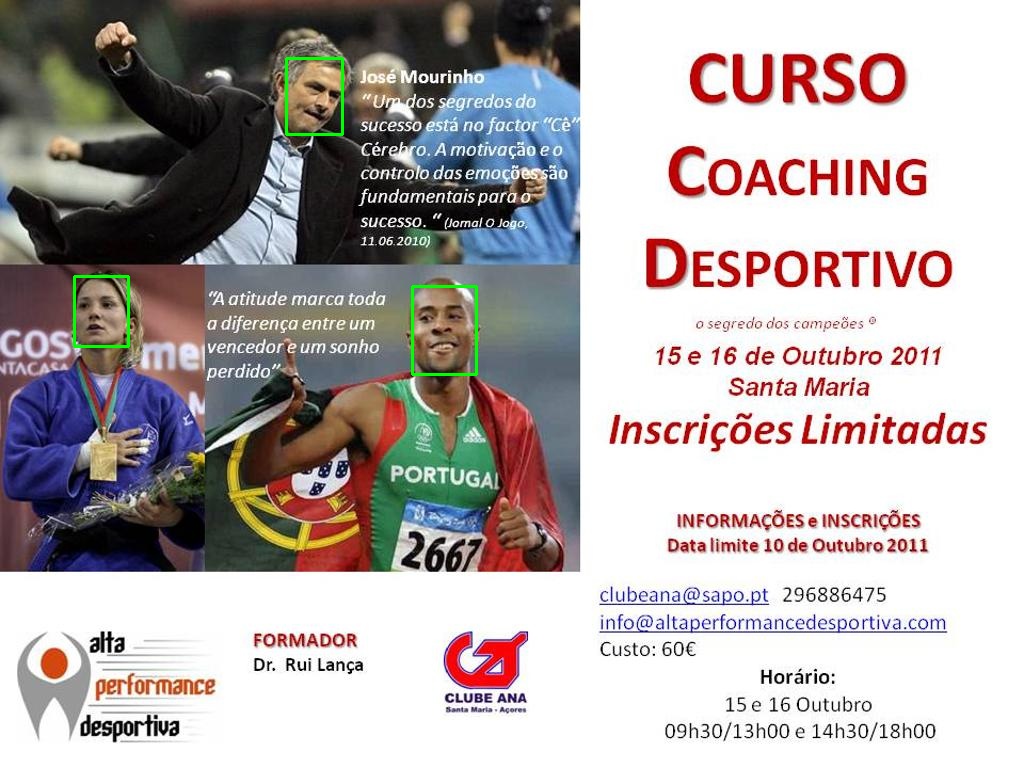 José Mourinho
“Um dos segredos do
sucesso está no factor “Cê”
Cérebro. A motivação e o
controlo das emoções são
fundamentais para o
sucesso. “ (Jornal O Jogo,
11.06.2010)
“A atitude marca toda
a diferença entre um
vencedor e um sonho
perdido”
GOS
me
PORTUGAL
2667
CURSO
COACHING
DESPORTIVO
o segredo dos campeões ®
15 e 16 de Outubro 2011
Santa Maria
Inscrições Limitadas
INFORMAÇÕES e INSCRIÇÕES
Data limite 10 de Outubro 2011
clubeana@sapo.pt 296886475
info@altaperformancedesportiva.com
Custo: 60€
Horário:
15 e 16 Outubro
09h30/13h00 e 14h30/18h00
alta
performance
desportiva
FORMADOR
Dr. Rui Lança
CLUBE ANA
Santa Maria - Açores